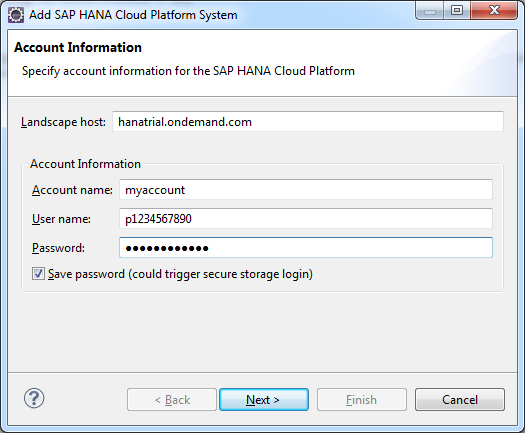 Add SAP HANA Cloud Platform System
Account Information
Specify account information for the SAP HANA Cloud Platform
Landscape host: hanatrial.ondemand.com
Account Information
Account name: myaccount
User name: p1234567890
Password: ●●●●●●●●●●●●
Save password (could trigger secure storage login)
? < Back Next > Finish Cancel